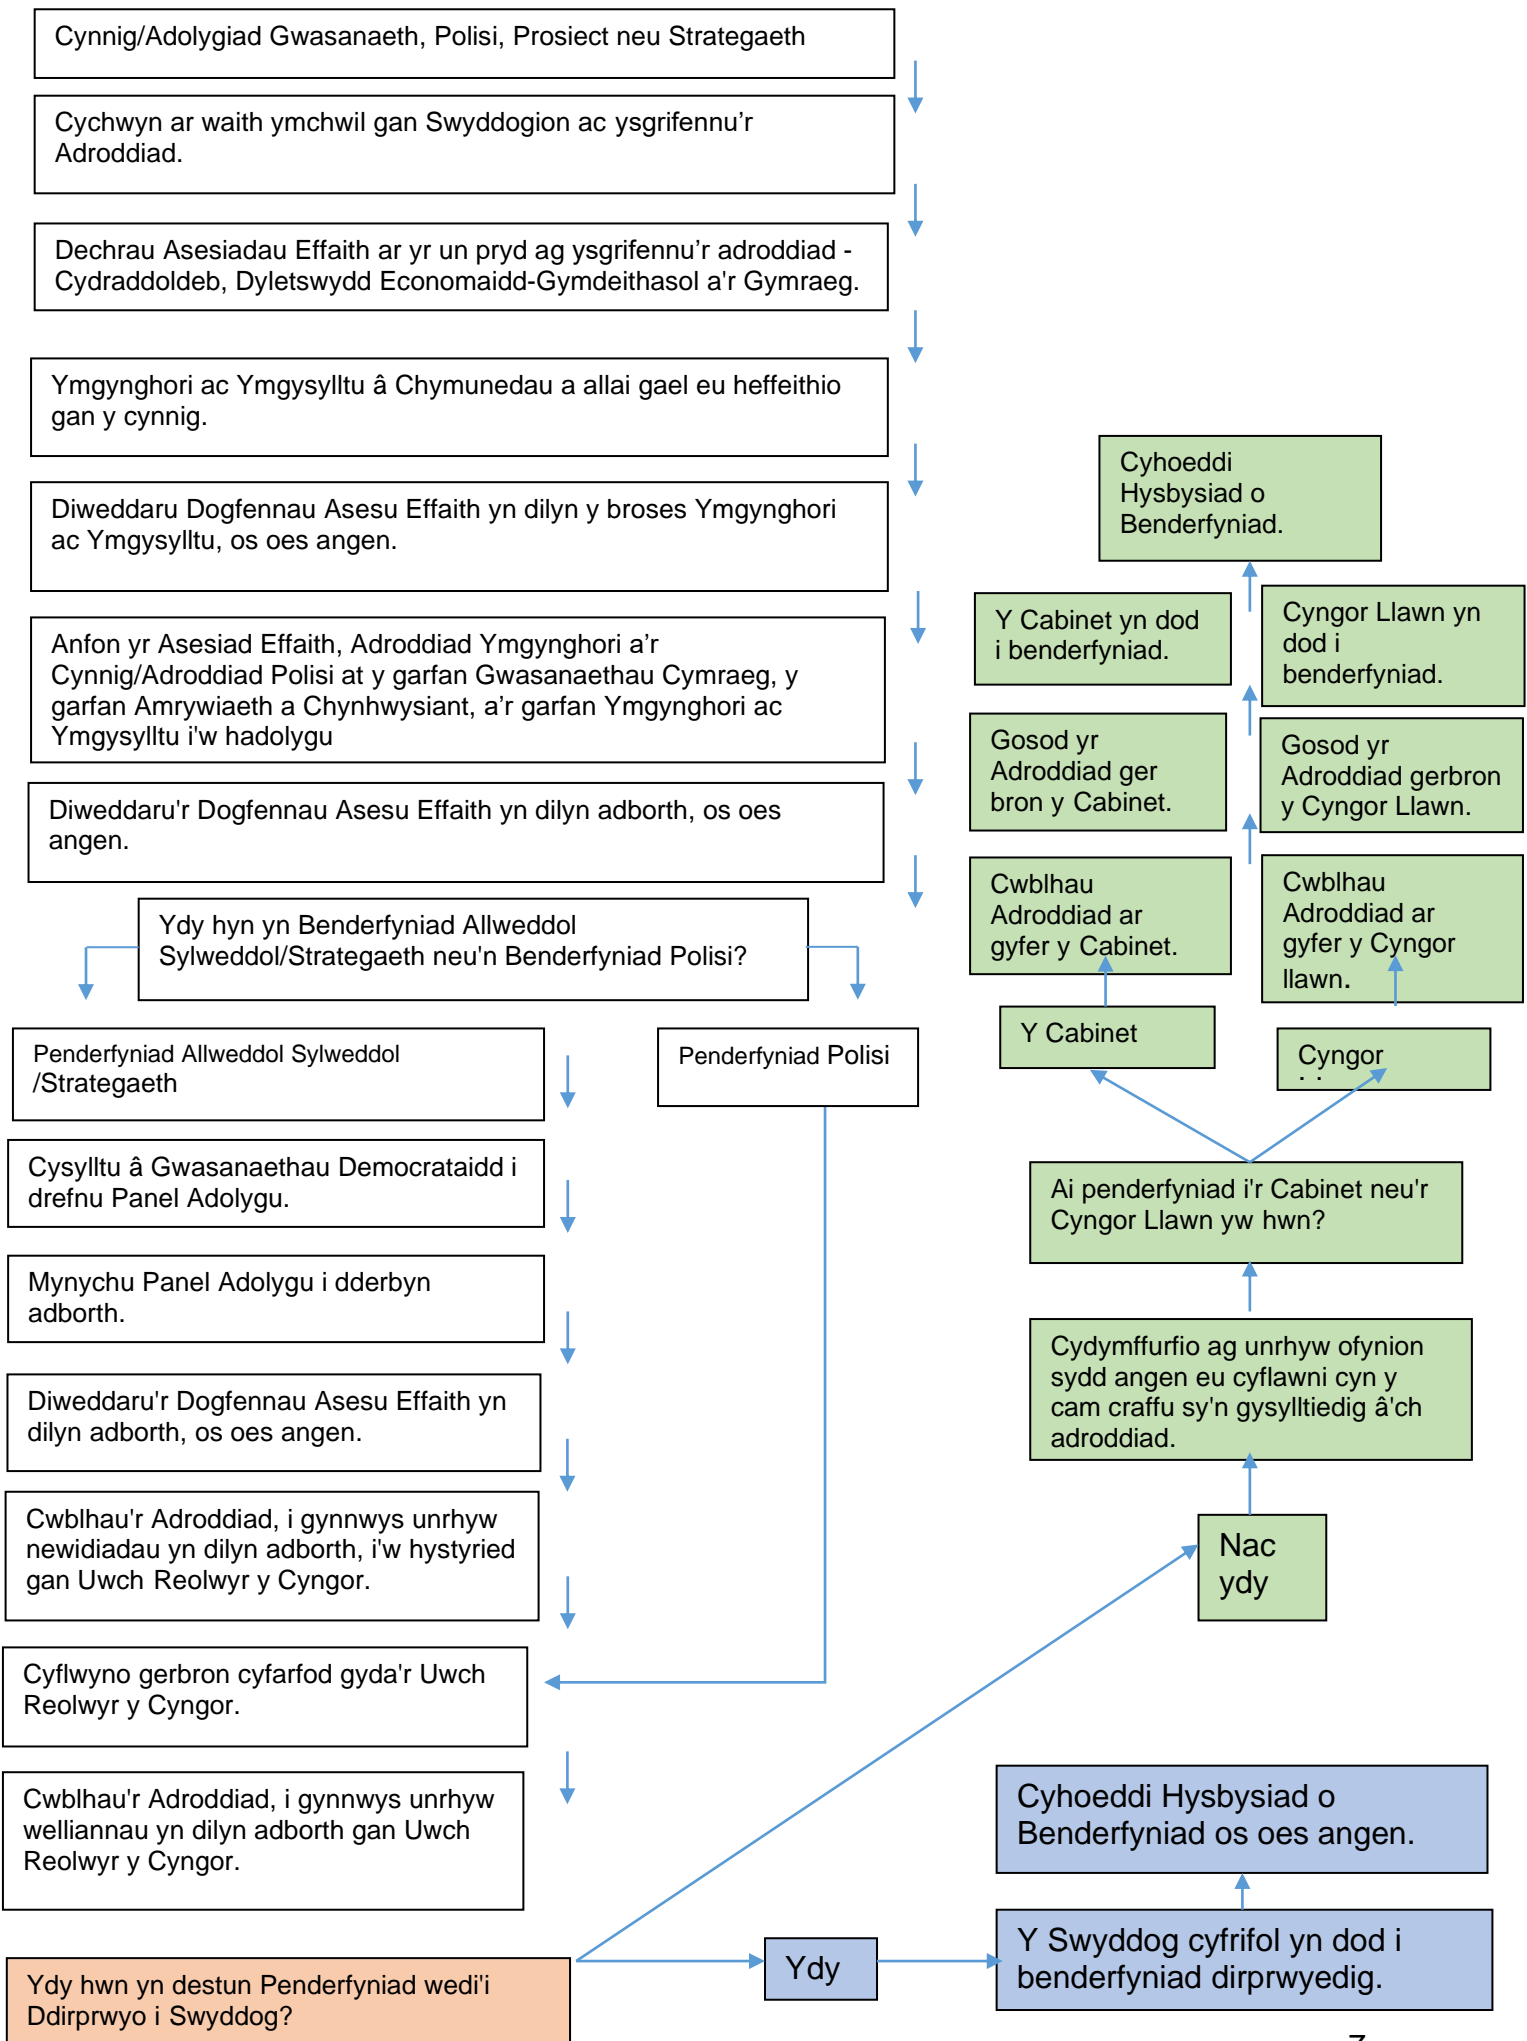 Cynnig/Adolygiad Gwasanaeth, Polisi, Prosiect neu Strategaeth
Cychwyn ar waith ymchwil gan Swyddogion ac ysgrifennu'r
Adroddiad.
Dechrau Asesiadau Effaith ar yr un pryd ag ysgrifennu’r adroddiad -
Cydraddoldeb, Dyletswydd Economaidd-Gymdeithasol a'r Gymraeg.
Ymgynghori ac Ymgysylltu â Chymunedau a allai gael eu heffeithio
gan y cynnig.
Diweddaru Dogfennau Asesu Effaith yn dilyn y broses Ymgynghori
ac Ymgysylltu, os oes angen.
Anfon yr Asesiad Effaith, Adroddiad Ymgynghori a’r
Cynnig/Adroddiad Polisi at y garfan Gwasanaethau Cymraeg, y
garfan Amrywiaeth a Chynhwysiant, a'r garfan Ymgynghori ac
Ymgysylltu i'w hadolygu
Diweddaru'r Dogfennau Asesu Effaith yn dilyn adborth, os oes
angen.
Ydy hyn yn Benderfyniad Allweddol
Sylweddol/Strategaeth neu'n Benderfyniad Polisi?
Penderfyniad Allweddol Sylweddol
/Strategaeth
Penderfyniad Polisi
Cysylltu â Gwasanaethau Democrataidd i
drefnu Panel Adolygu.
Mynychu Panel Adolygu i dderbyn
adborth.
Diweddaru'r Dogfennau Asesu Effaith yn
dilyn adborth, os oes angen.
Cwblhau'r Adroddiad, i gynnwys unrhyw
newidiadau yn dilyn adborth, i'w hystyried
gan Uwch Reolwyr y Cyngor.
Cyflwyno gerbron cyfarfod gyda'r Uwch
Reolwyr y Cyngor.
Cwblhau'r Adroddiad, i gynnwys unrhyw
welliannau yn dilyn adborth gan Uwch
Reolwyr y Cyngor.
Ydy hwn yn destun Penderfyniad wedi'i
Ddirprwyo i Swyddog?
Ydy
Y Swyddog cyfrifol yn dod i
benderfyniad dirprwyedig.
Cyhoeddi Hysbysiad o
Benderfyniad os oes angen.
Nac
ydy
Cydymffurfio ag unrhyw ofynion
sydd angen eu cyflawni cyn y
cam craffu sy'n gysylltiedig â'ch
adroddiad.
Ai penderfyniad i'r Cabinet neu'r
Cyngor Llawn yw hwn?
Y Cabinet
Cyngor
Cwblhau
Adroddiad ar
gyfer y Cabinet.
Cwblhau
Adroddiad ar
gyfer y Cyngor
llawn.
Gosod yr
Adroddiad ger
bron y Cabinet.
Gosod yr
Adroddiad gerbron
y Cyngor Llawn.
Y Cabinet yn dod
i benderfyniad.
Cyngor Llawn yn
dod i
benderfyniad.
Cyhoeddi
Hysbysiad o
Benderfyniad.